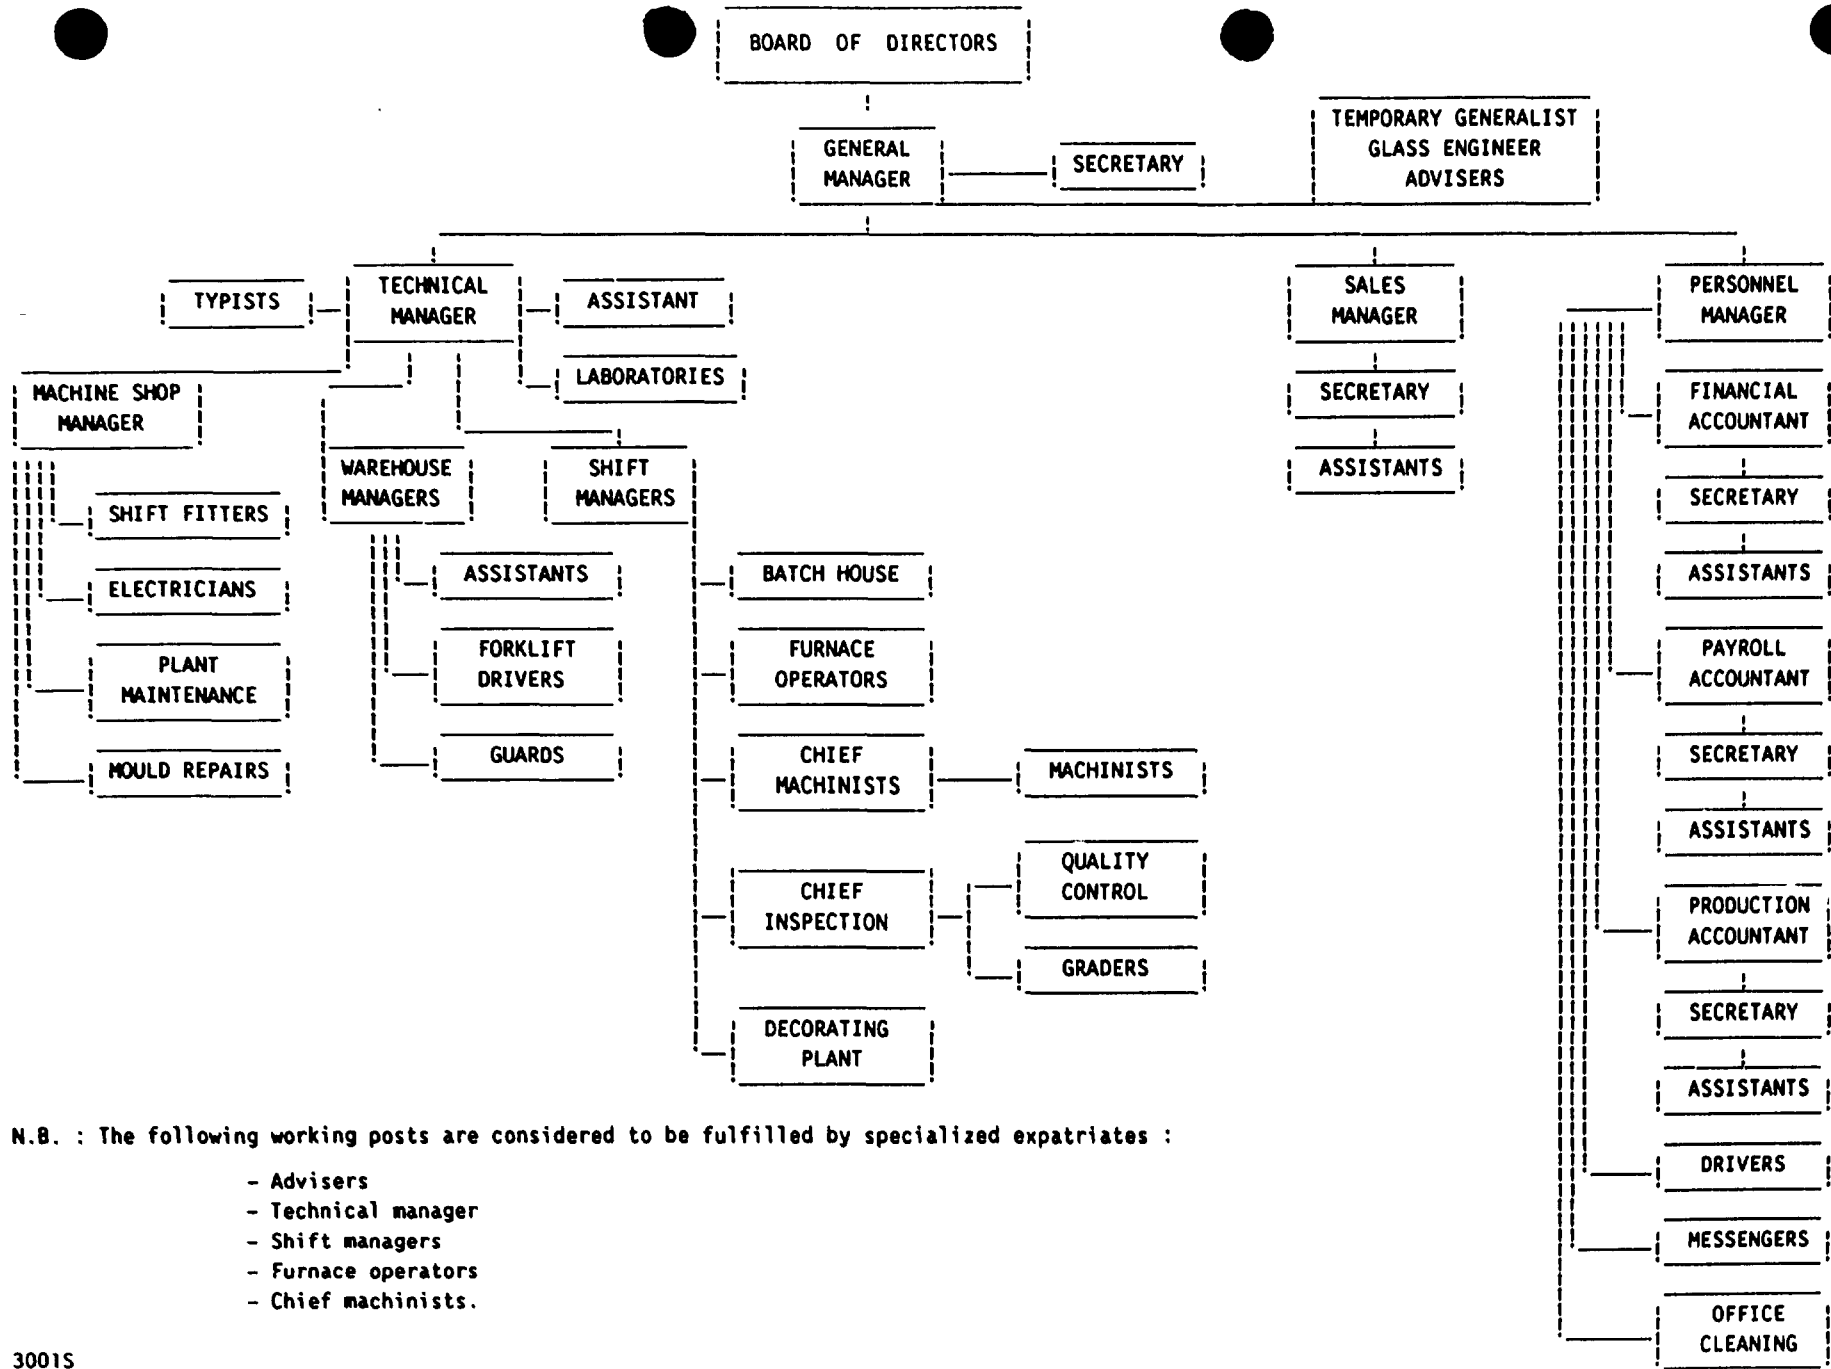 BOARD OF DIRECTORS
GENERAL
MANAGER
SECRETARY
TEMPORARY GENERALIST
GLASS ENGINEER
ADVISERS
TYPISTS
TECHNICAL
MANAGER
ASSISTANT
LABORATORIES
SALES
MANAGER
SECRETARY
ASSISTANTS
PERSONNEL
MANAGER
MACHINE SHOP
MANAGER
SHIFT FITTERS
ELECTRICIANS
PLANT
MAINTENANCE
MOULD REPAIRS
WAREHOUSE
MANAGERS
ASSISTANTS
FORKLIFT
DRIVERS
GUARDS
SHIFT
MANAGERS
BATCH HOUSE
FURNACE
OPERATORS
CHIEF
MACHINISTS
MACHINISTS
CHIEF
INSPECTION
QUALITY
CONTROL
GRADERS
DECORATING
PLANT
FINANCIAL
ACCOUNTANT
SECRETARY
ASSISTANTS
PAYROLL
ACCOUNTANT
SECRETARY
ASSISTANTS
PRODUCTION
ACCOUNTANT
SECRETARY
ASSISTANTS
DRIVERS
MESSENGERS
OFFICE
CLEANING
N.B. : The following working posts are considered to be fulfilled by specialized expatriates :
- Advisers
- Technical manager
- Shift managers
- Furnace operators
- Chief machinists.
3001S